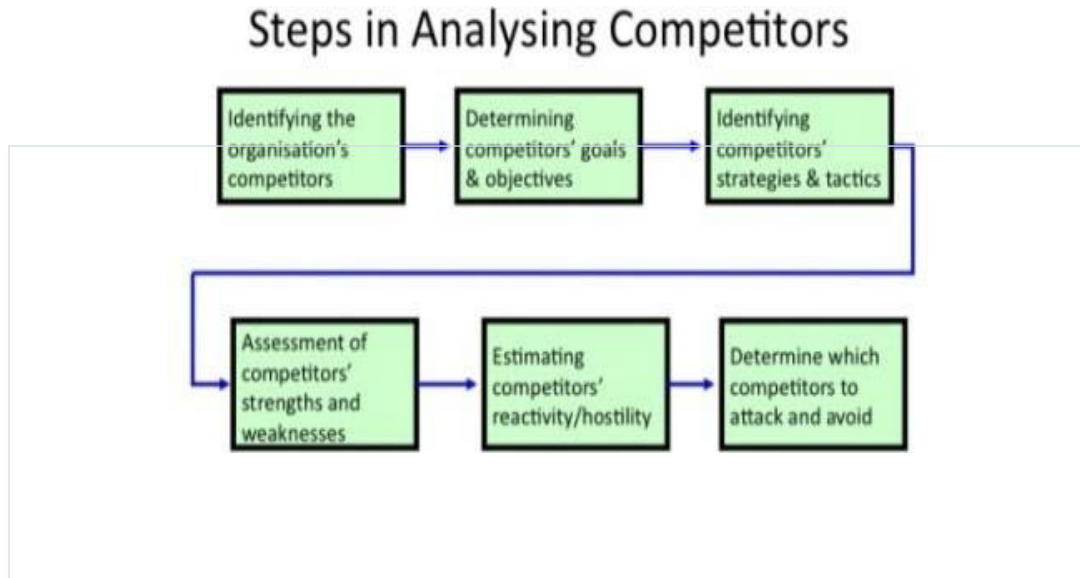 Steps in Analysing Competitors
Identifying the
organisation's
competitors
Determining
competitors' goals
& objectives
Identifying
competitors'
strategies & tactics
Assessment of
competitors'
strengths and
weaknesses
Estimating
competitors'
reactivity/hostility
Determine which
competitors to
attack and avoid